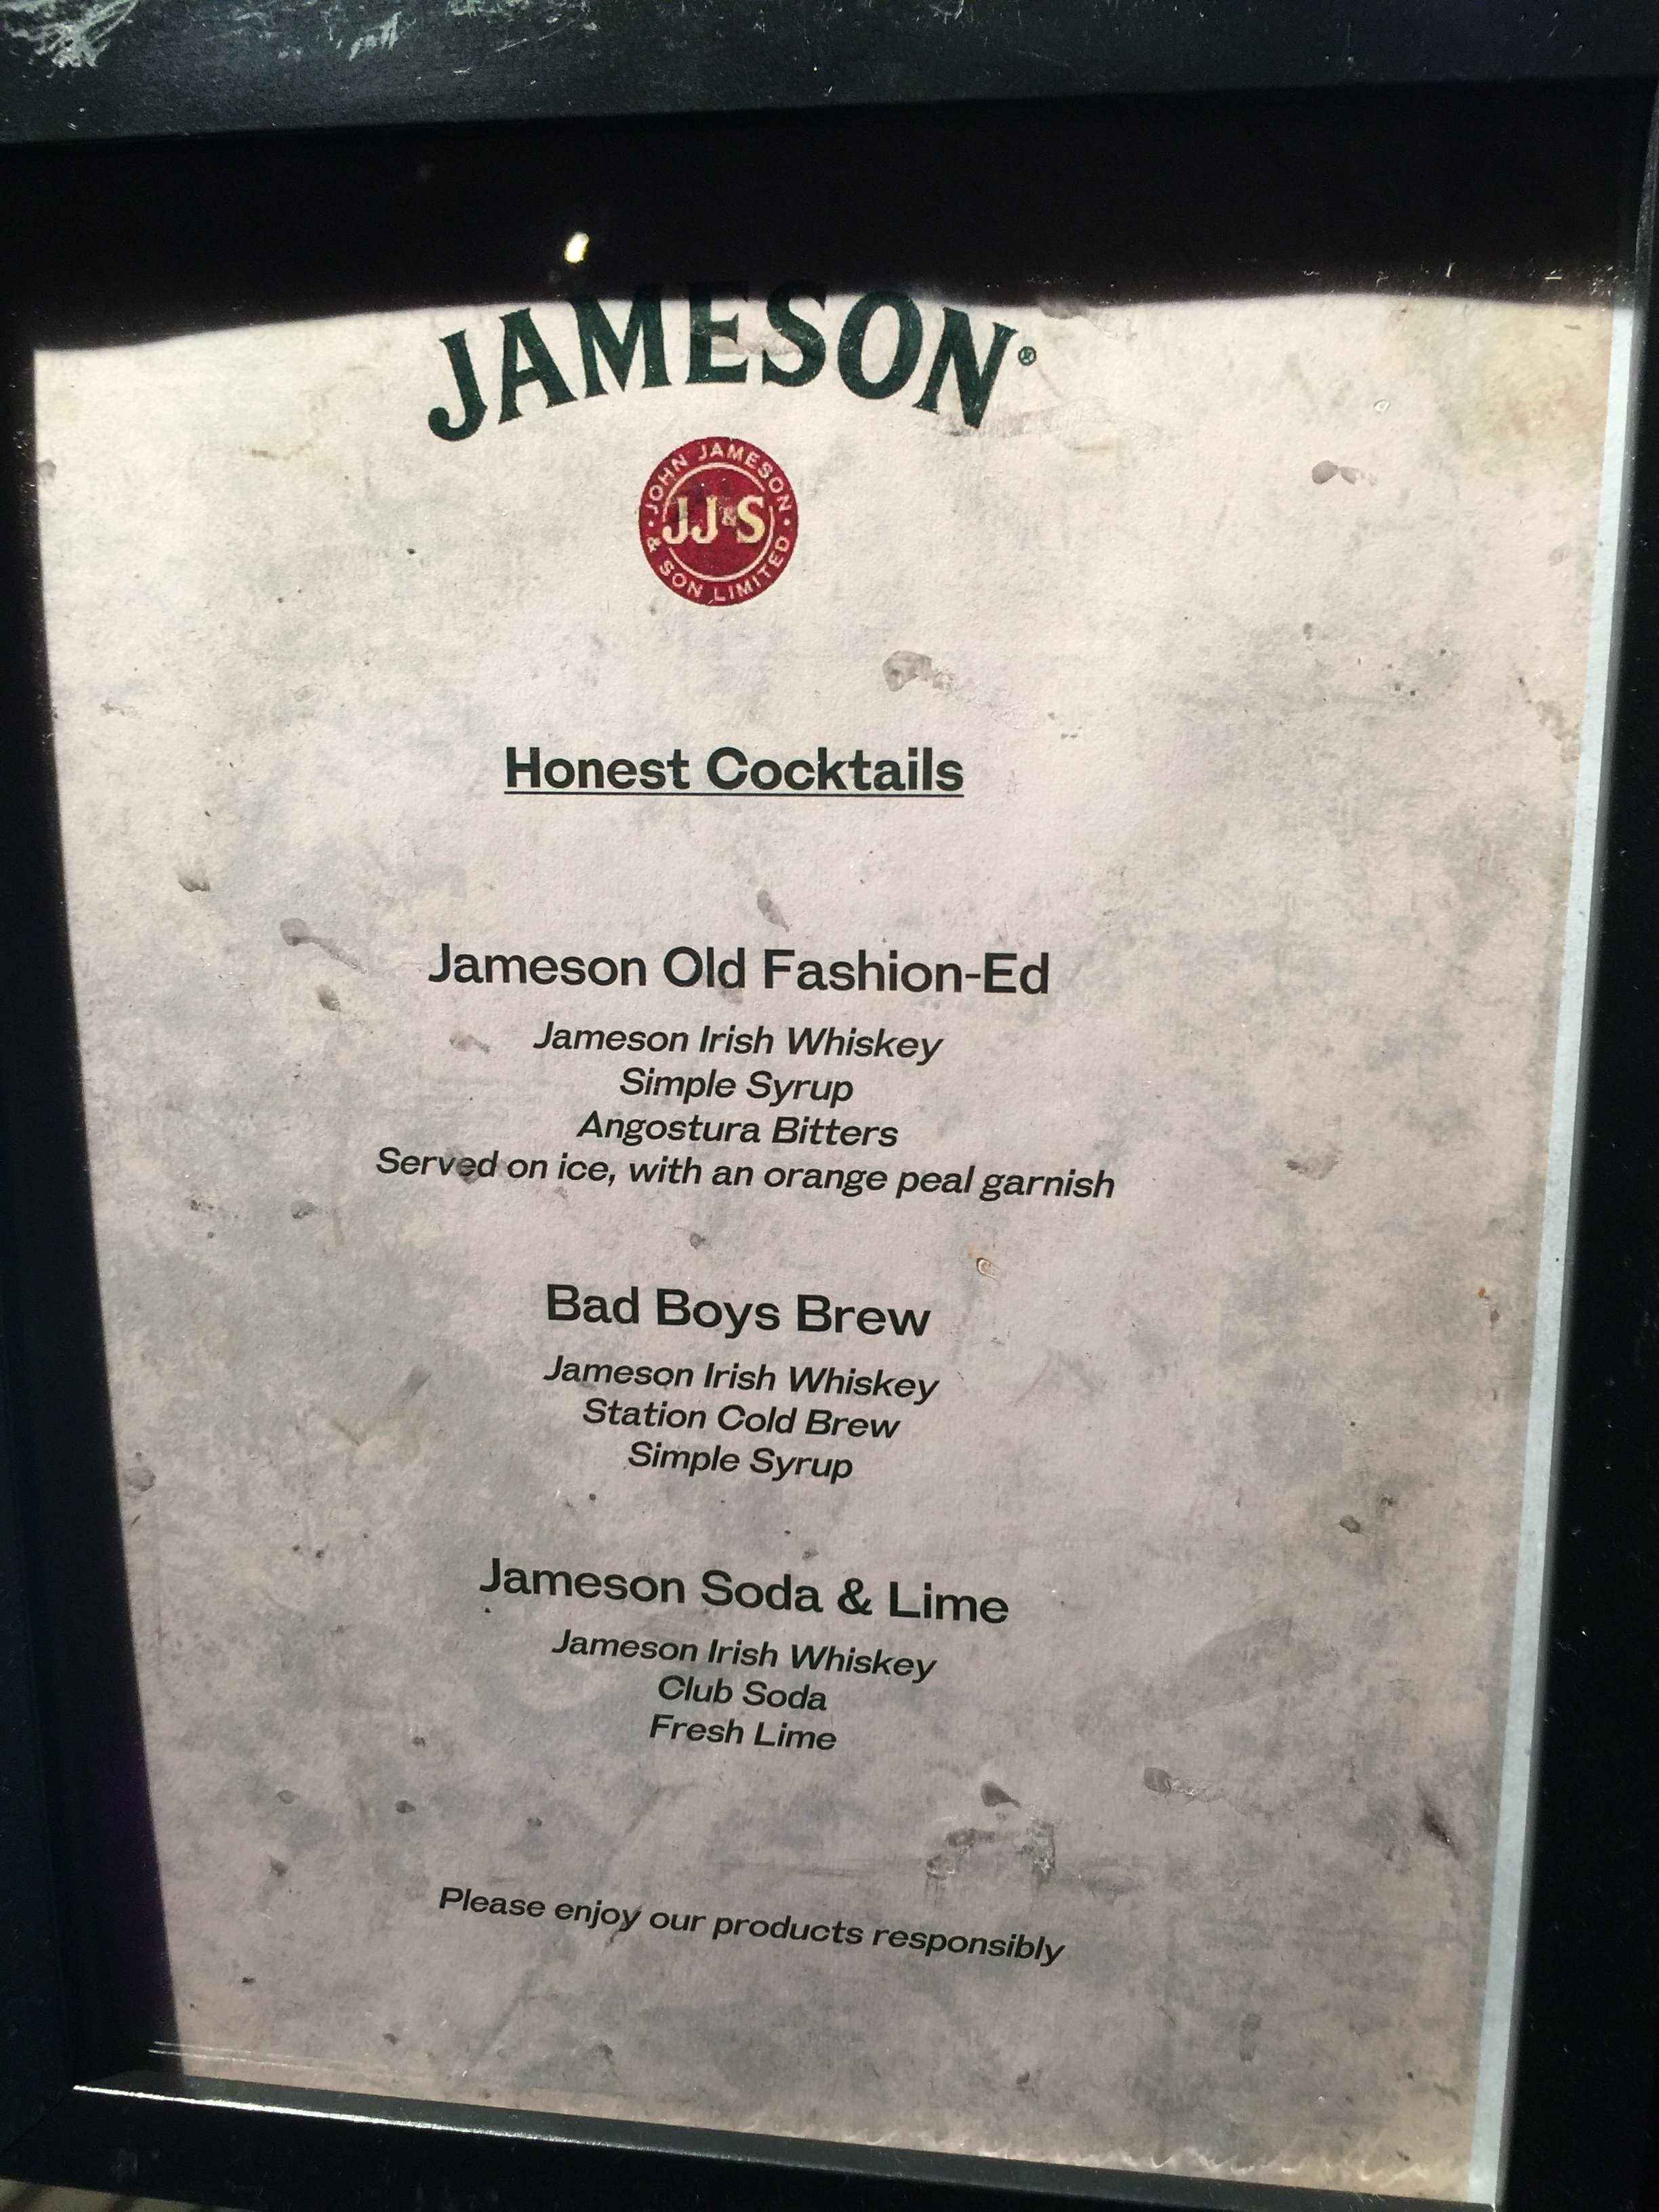 JAMESON®
JOHN JAMESON
JJ&S
& SON LIMITED
Honest Cocktails
Jameson Old Fashion-Ed
Jameson Irish Whiskey
Simple Syrup
Angostura Bitters
Served on ice, with an orange peal garnish
Bad Boys Brew
Jameson Irish Whiskey
Station Cold Brew
Simple Syrup
Jameson Soda & Lime
Jameson Irish Whiskey
Club Soda
Fresh Lime
Please enjoy our products responsibly